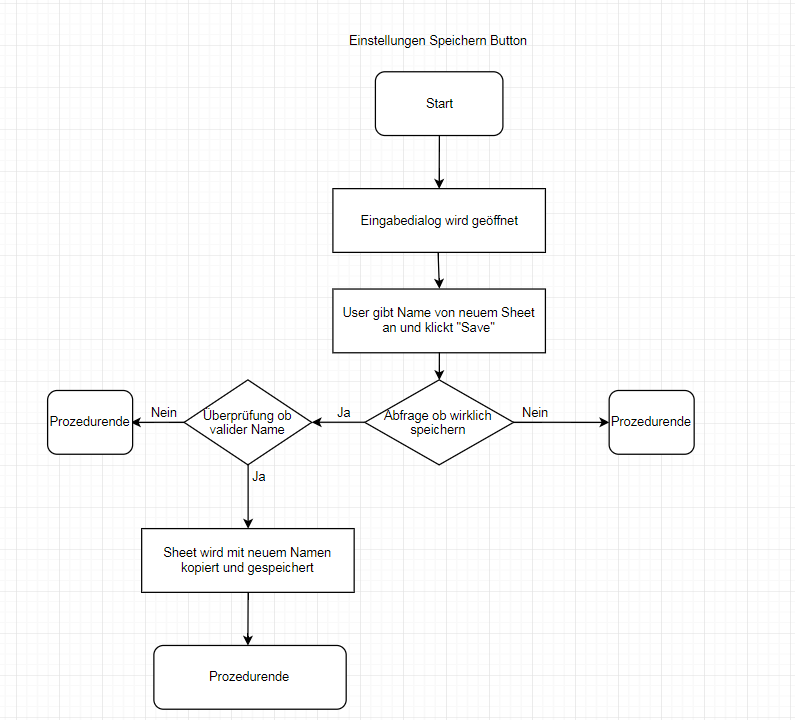 Einstellungen Speichern Button
Start
Eingabedialog wird geöffnet
User gibt Name von neuem Sheet
an und klickt "Save"
Abfrage ob wirklich
speichern
Ja
Nein
Prozedurende
Überprüfung ob
valider Name
Nein
Prozedurende
Ja
Sheet wird mit neuem Namen
kopiert und gespeichert
Prozedurende